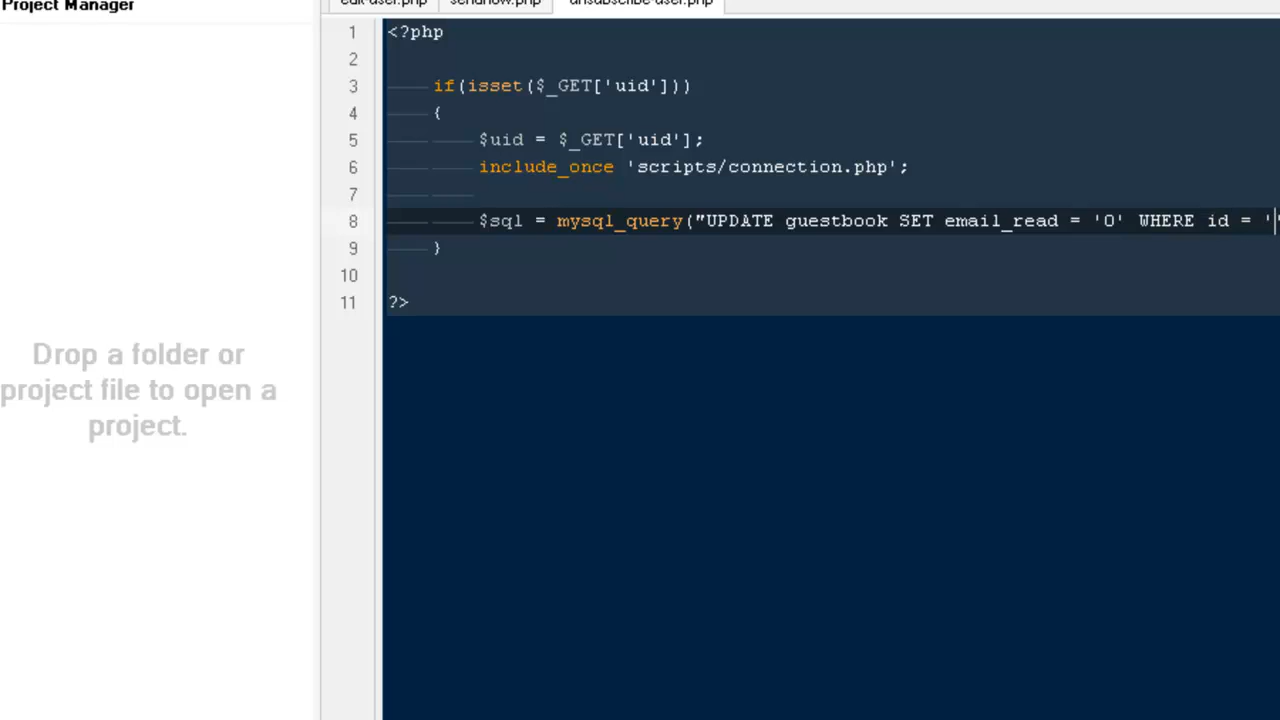 Project Manager
edit-user.php sendnow.php unsubscribe-user.php
1 <?php
2
3 if(isset($_GET['uid']))
4 {
5 $uid = $_GET['uid'];
6 include_once 'scripts/connection.php';
7
8 $sql = mysql_query("UPDATE guestbook SET email_read = '0' WHERE id = '
9 }
10
11 ?>
Drop a folder or
project file to open a
project.